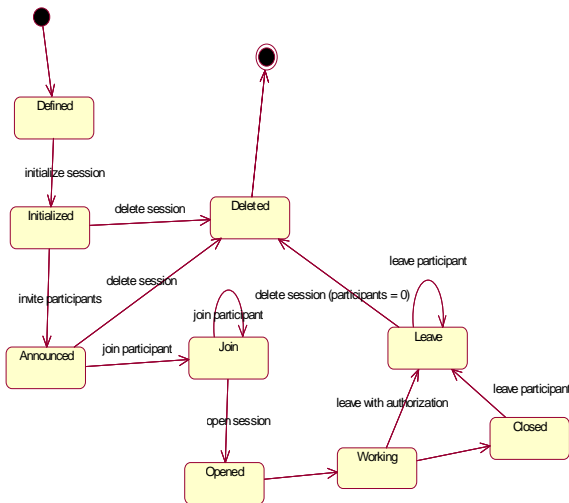 Defined
initialize session
Initialized
delete session
Deleted
invite participants
delete session
Announced
join participant
join participant
Join
open session
Opened
delete session (participants = 0)
leave participant
Leave
leave with authorization
leave participant
Working
Closed